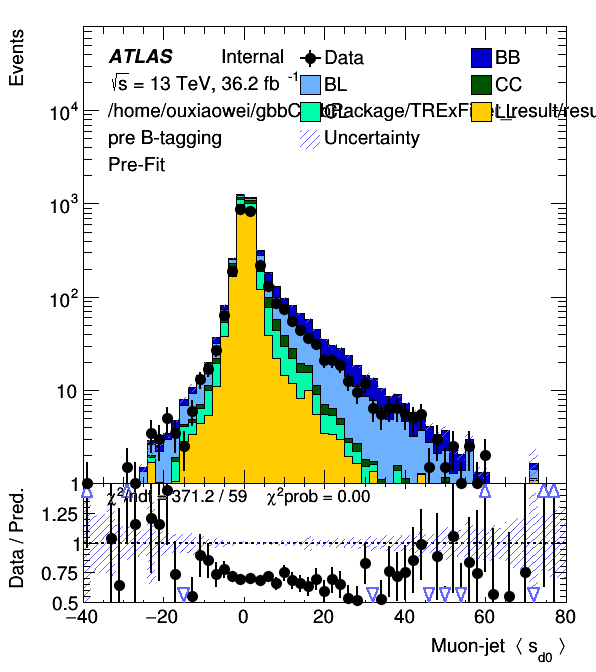 Events
ATLAS Internal
√s = 13 TeV, 36.2 fb⁻¹
pre B-tagging
Pre-Fit
Data
BL
Uncertainty
BB
CC
10⁴
10³
10²
10
1
χ²/ndf = 371.2 / 59 χ²prob = 0.00
Data / Pred.
1.25
1
0.75
0.5
−40 −20 0 20 40 60 80
Muon-jet ⟨ s_d0 ⟩